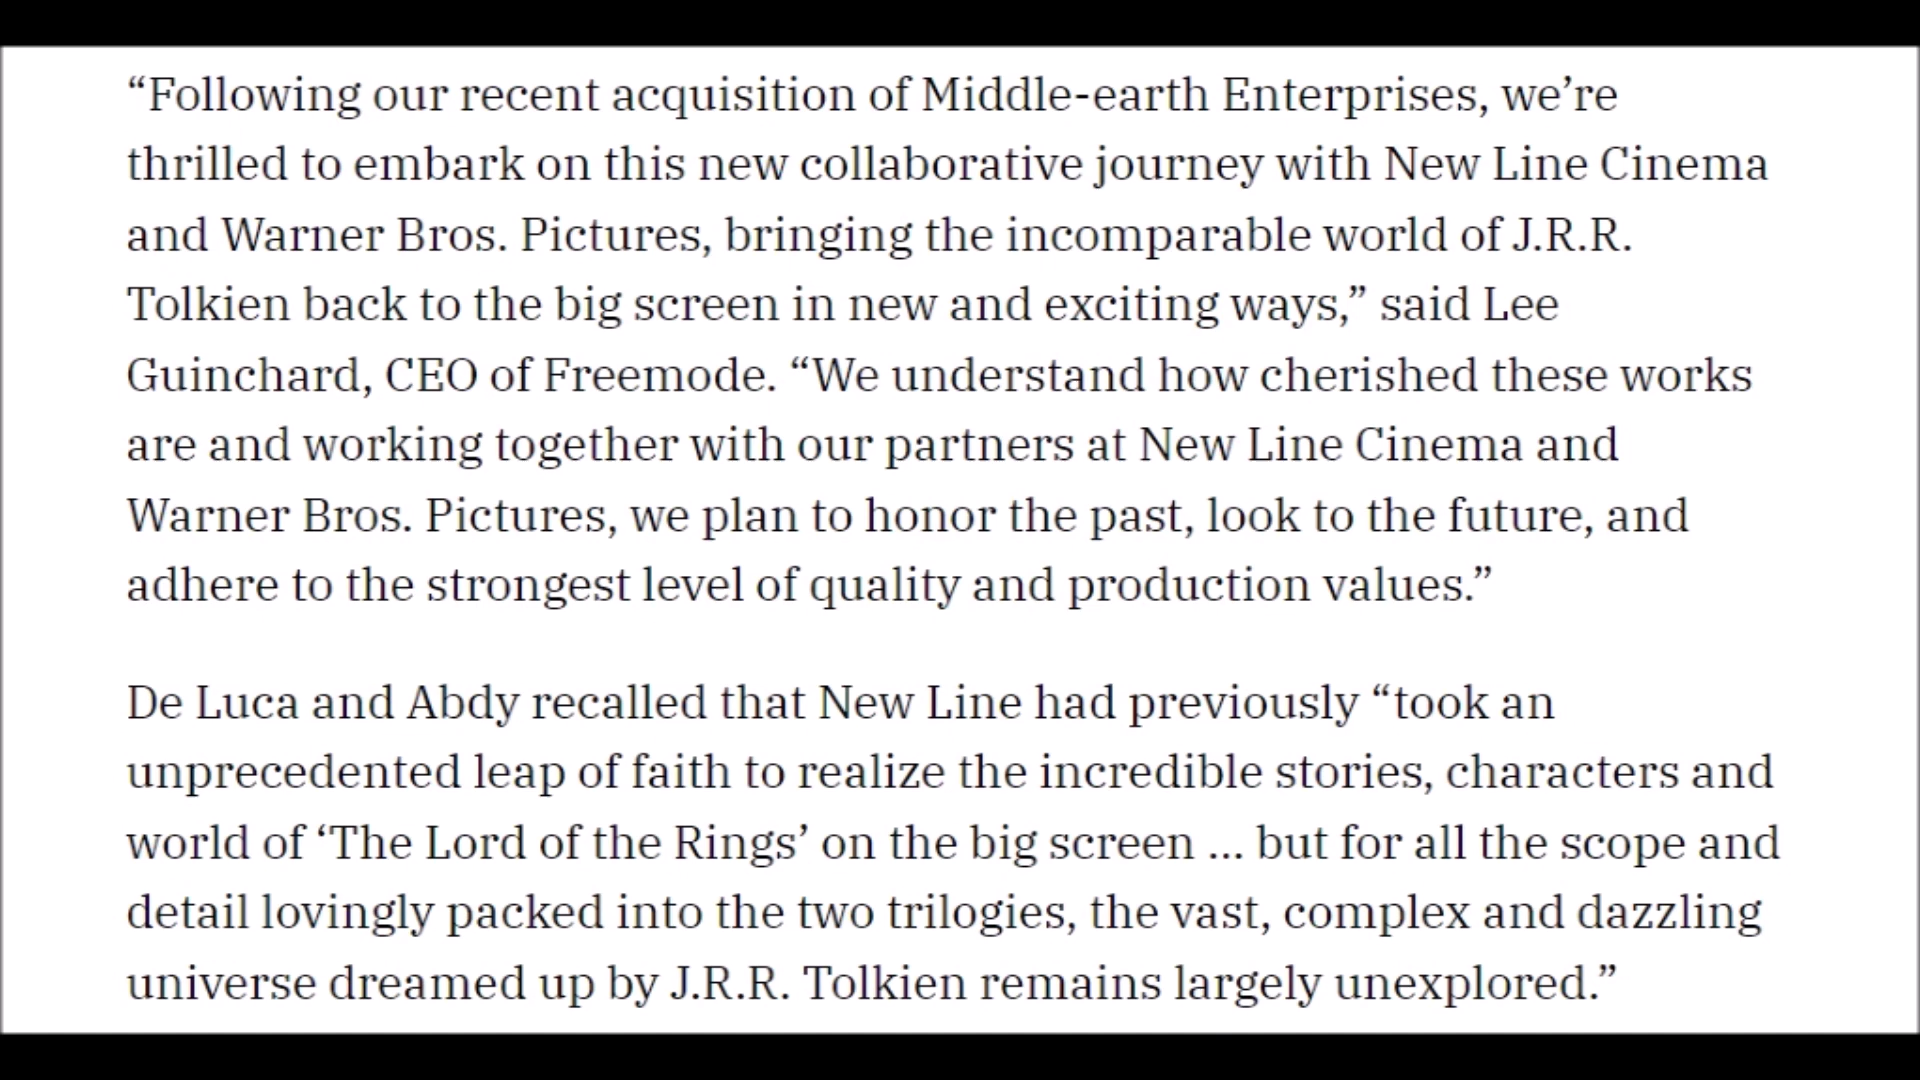 “Following our recent acquisition of Middle-earth Enterprises, we’re
thrilled to embark on this new collaborative journey with New Line Cinema
and Warner Bros. Pictures, bringing the incomparable world of J.R.R.
Tolkien back to the big screen in new and exciting ways,” said Lee
Guinchard, CEO of Freemode. “We understand how cherished these works
are and working together with our partners at New Line Cinema and
Warner Bros. Pictures, we plan to honor the past, look to the future, and
adhere to the strongest level of quality and production values.”
De Luca and Abdy recalled that New Line had previously “took an
unprecedented leap of faith to realize the incredible stories, characters and
world of ‘The Lord of the Rings’ on the big screen ... but for all the scope and
detail lovingly packed into the two trilogies, the vast, complex and dazzling
universe dreamed up by J.R.R. Tolkien remains largely unexplored.”